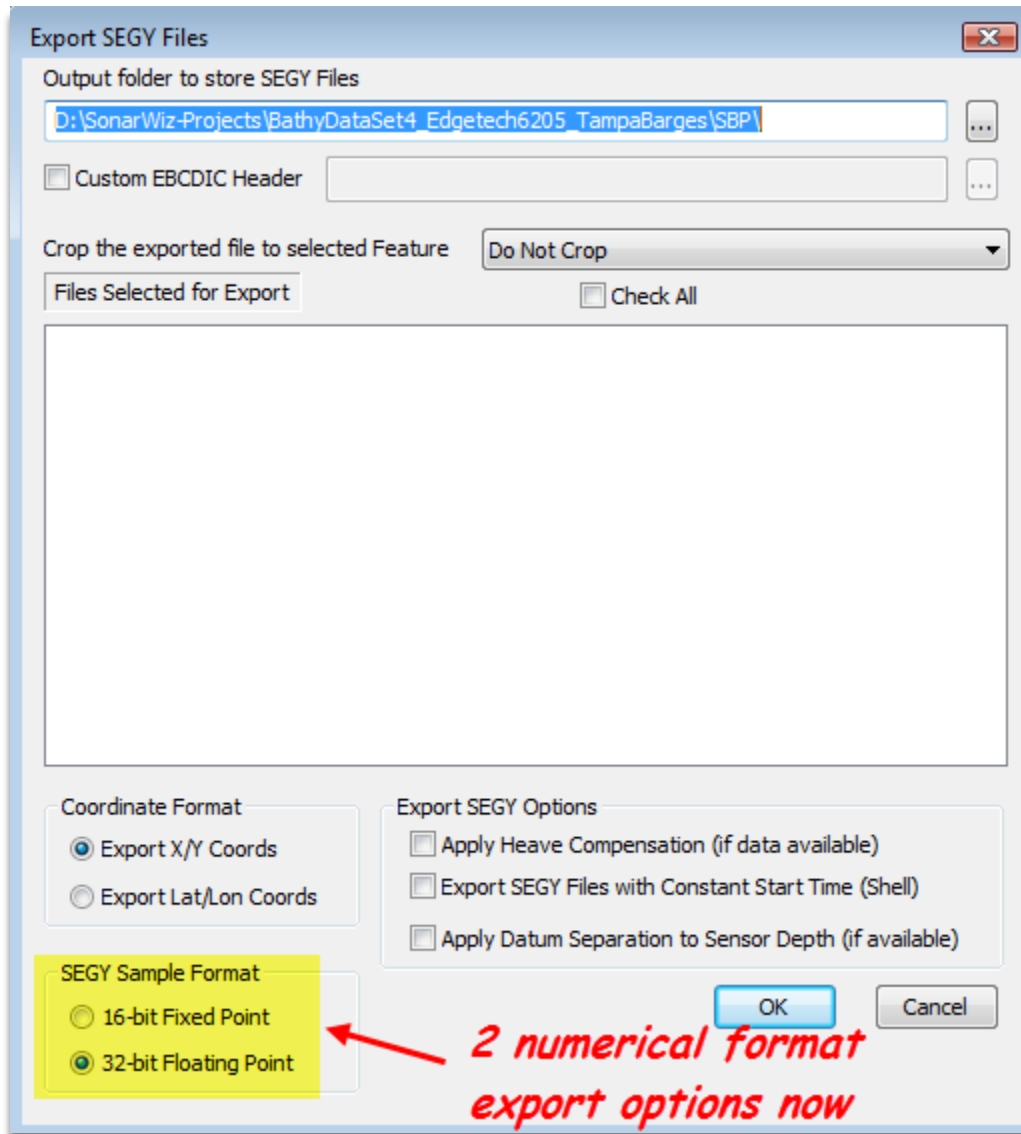 Export SEGY Files
Output folder to store SEGY Files
D:\SonarWiz-Projects\BathyDataSet4_Edgetech6205_TampaBarges\SBP\
...
Custom EBCDIC Header
...
Crop the exported file to selected Feature
Do Not Crop
Files Selected for Export
Check All
Coordinate Format
Export X/Y Coords
Export Lat/Lon Coords
Export SEGY Options
Apply Heave Compensation (if data available)
Export SEGY Files with Constant Start Time (Shell)
Apply Datum Separation to Sensor Depth (if available)
SEGY Sample Format
16-bit Fixed Point
32-bit Floating Point
OK
Cancel
2 numerical format
export options now